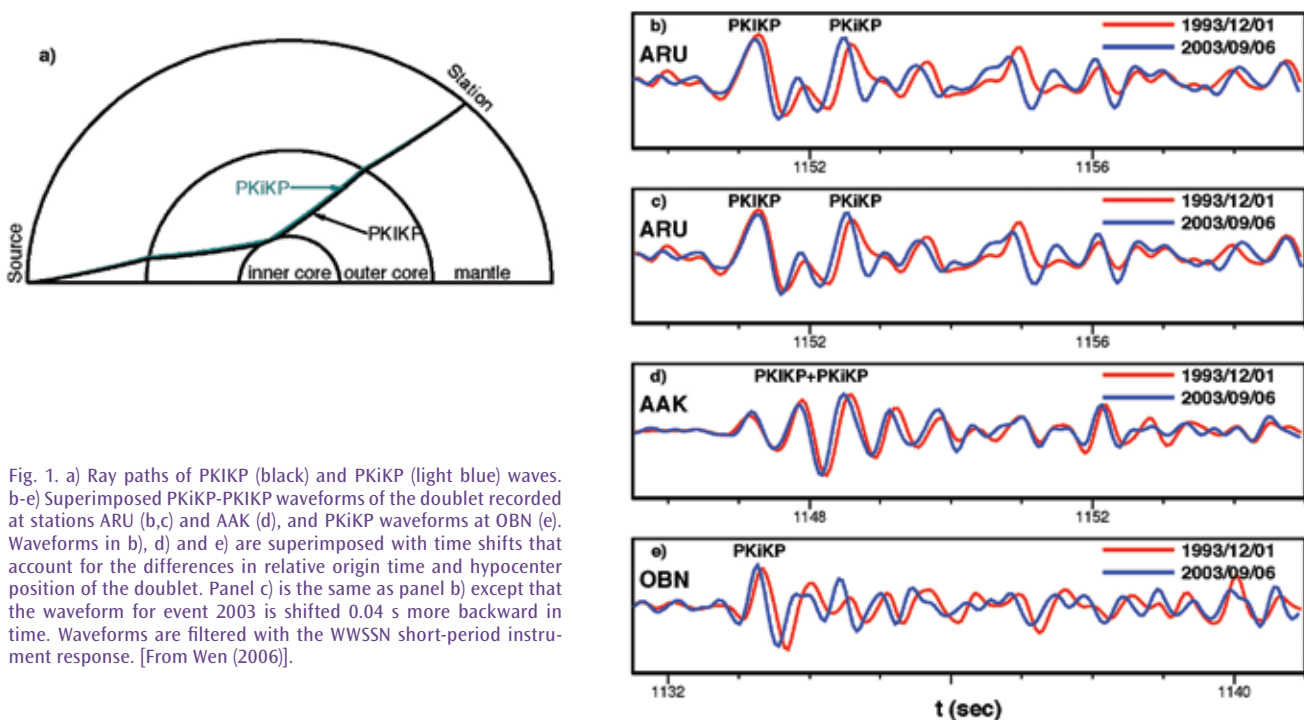 a)
Source
Station
PKiKP
PKIKP
inner core
outer core
mantle
Fig. 1. a) Ray paths of PKIKP (black) and PKiKP (light blue) waves.
b-e) Superimposed PKiKP-PKIKP waveforms of the doublet recorded
at stations ARU (b,c) and AAK (d), and PKiKP waveforms at OBN (e).
Waveforms in b), d) and e) are superimposed with time shifts that
account for the differences in relative origin time and hypocenter
position of the doublet. Panel c) is the same as panel b) except that
the waveform for event 2003 is shifted 0.04 s more backward in
time. Waveforms are filtered with the WWSSN short-period instru-
ment response. [From Wen (2006)].
b)
PKIKP
PKiKP
1993/12/01
ARU
2003/09/06
1152
1156
c)
PKIKP
PKiKP
1993/12/01
ARU
2003/09/06
1152
1156
d)
PKIKP+PKiKP
1993/12/01
AAK
2003/09/06
1148
1152
e)
PKiKP
1993/12/01
OBN
2003/09/06
1132
1140
t (sec)